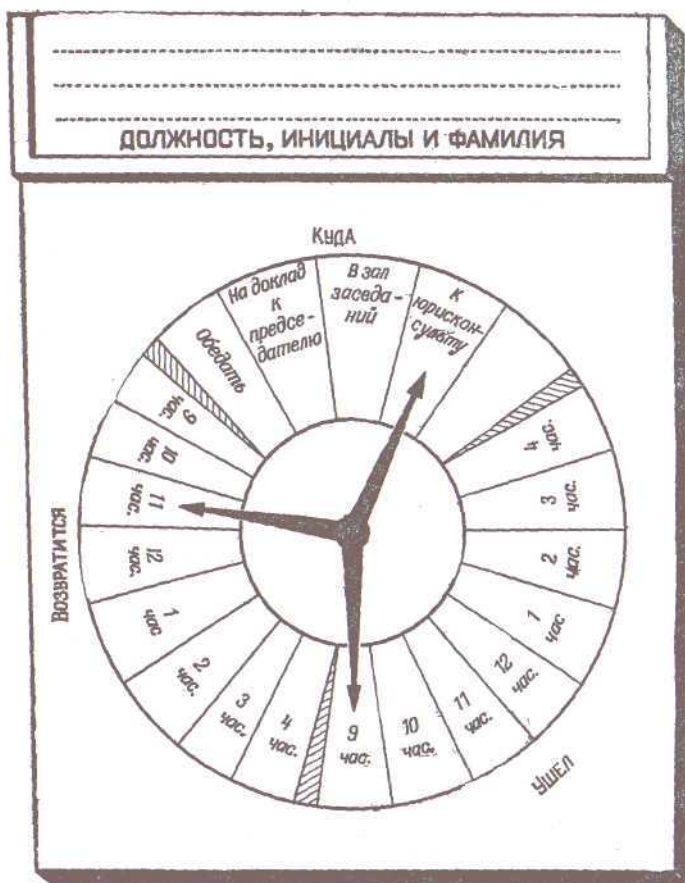 ДОЛЖНОСТЬ, ИНИЦИАЛЫ И ФАМИЛИЯ
КУДА
Обедать
На доклад
к
предсе-
дателю
В зал
заседа-
ний
К
юрискон-
сульту
ВОЗВРАТИТСЯ
9
час.
10
час.
11
час.
12
час.
1
час
2
час.
3
час.
4
час.
УШЕЛ
9
час.
10
час.
11
час.
12
час.
1
час
2
час.
3
час.
4
час.